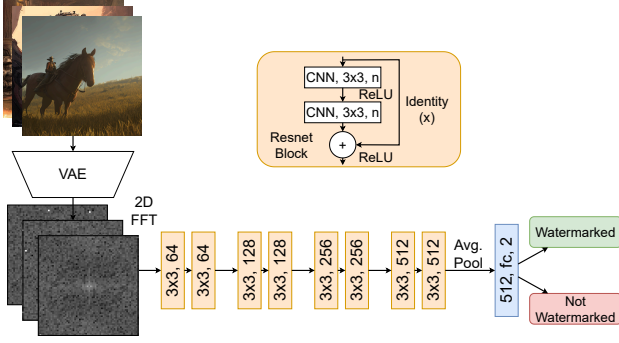 CNN, 3x3, n
ReLU
CNN, 3x3, n
Identity
(x)
Resnet
Block
+
ReLU
VAE
2D
FFT
3x3, 64
3x3, 64
3x3, 128
3x3, 128
3x3, 256
3x3, 256
3x3, 512
3x3, 512
Avg.
Pool
512, fc, 2
Watermarked
Not
Watermarked